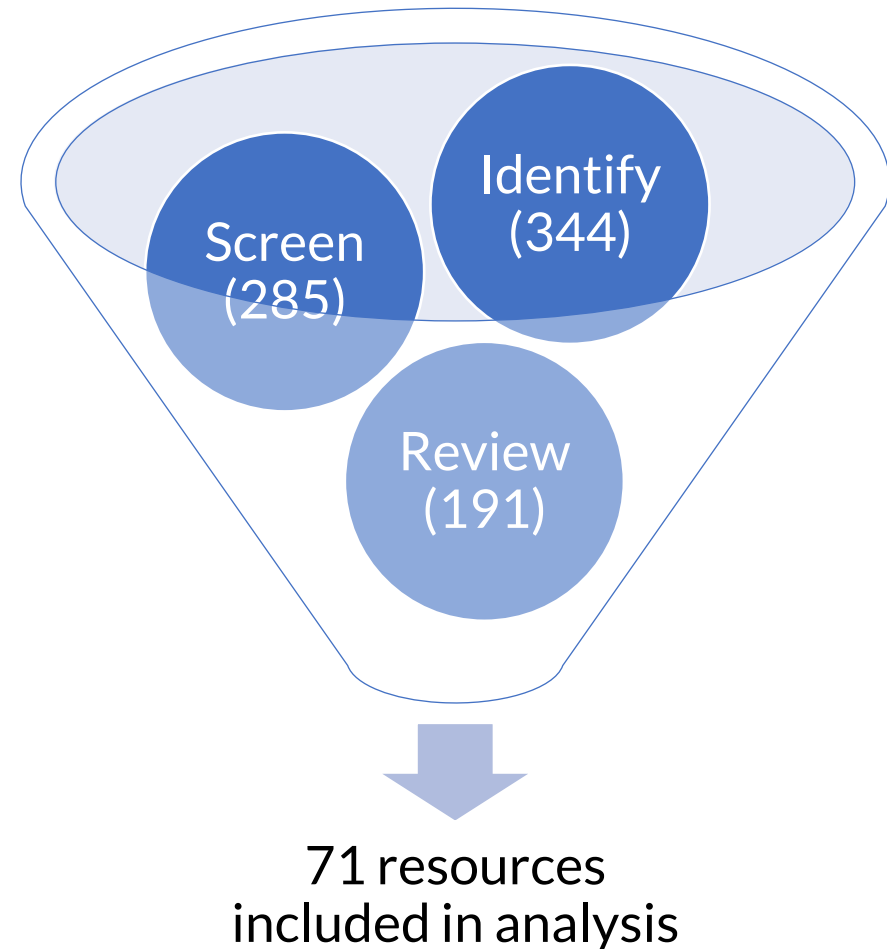 Identify
(344)
Screen
(285)
Review
(191)
71 resources
included in analysis